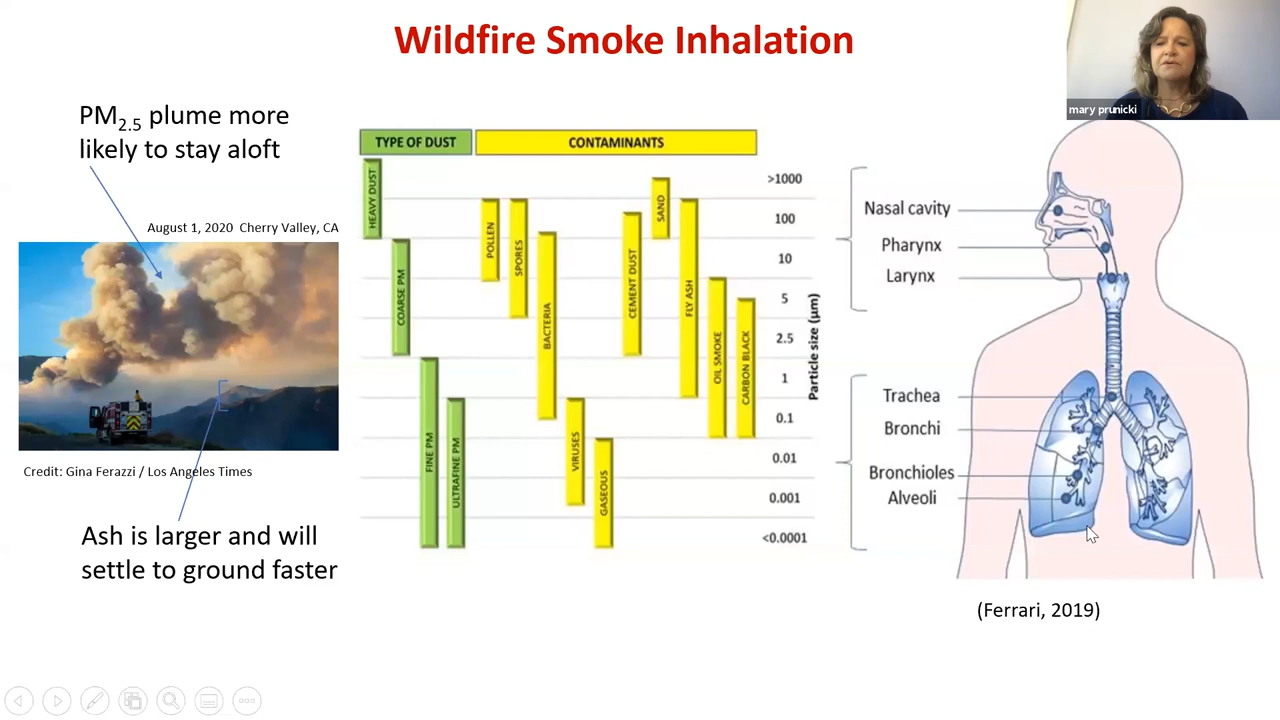 Wildfire Smoke Inhalation
mary prunicki
PM2.5 plume more
likely to stay aloft
August 1, 2020 Cherry Valley, CA
Credit: Gina Ferazzi / Los Angeles Times
Ash is larger and will
settle to ground faster
TYPE OF DUST
CONTAMINANTS
HEAVY DUST
COARSE PM
FINE PM
ULTRAFINE PM
POLLEN
SPORES
BACTERIA
VIRUSES
GASEOUS
CEMENT DUST
SAND
FLY ASH
OIL SMOKE
CARBON BLACK
>1000
100
10
5
2.5
1
0.1
0.01
0.001
<0.0001
Particle size (μm)
Nasal cavity
Pharynx
Larynx
Trachea
Bronchi
Bronchioles
Alveoli
(Ferrari, 2019)